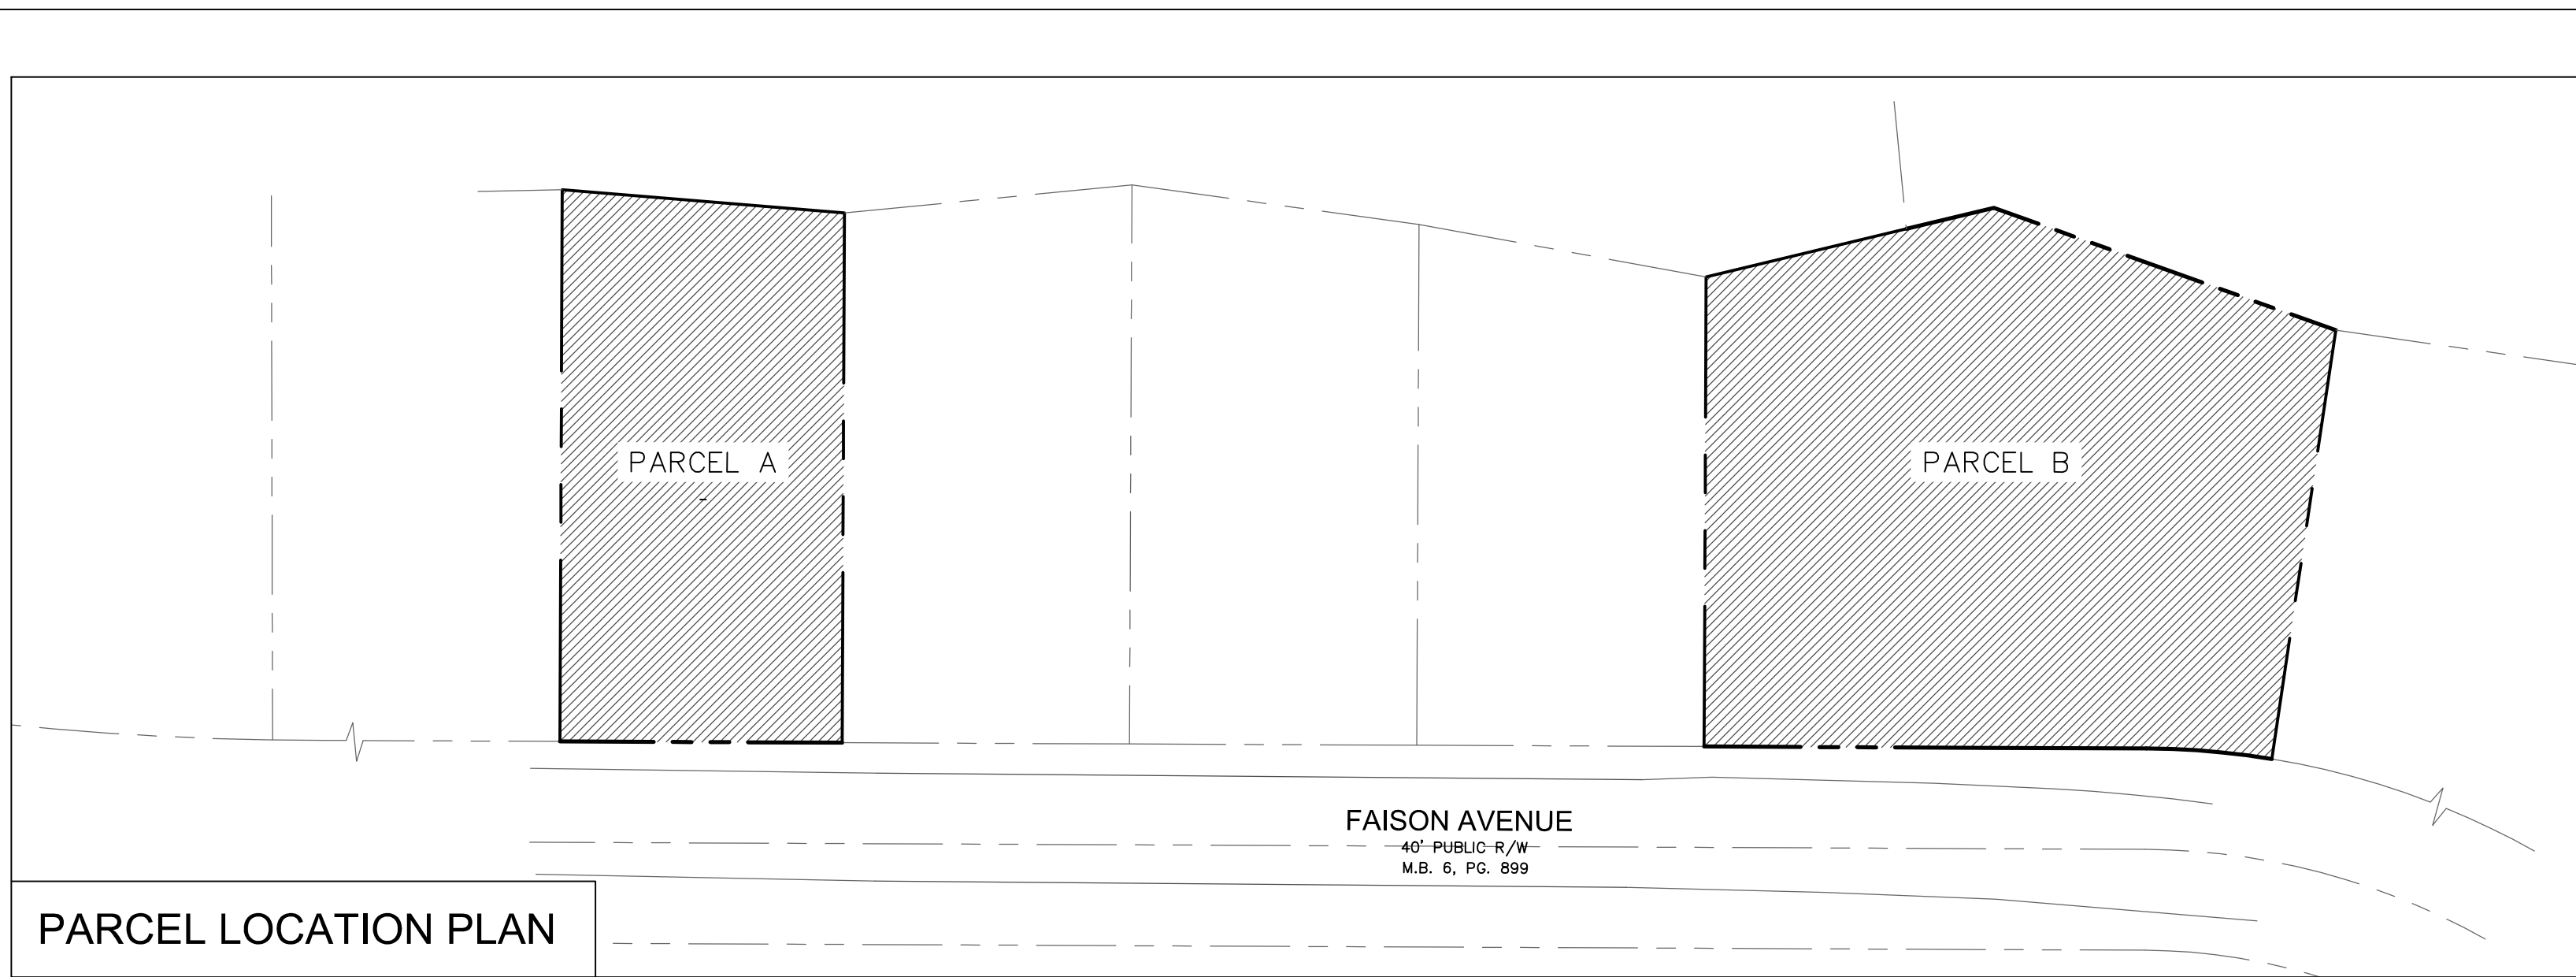 PARCEL A
-
PARCEL B
FAISON AVENUE
40' PUBLIC R/W
M.B. 6, PG. 899
PARCEL LOCATION PLAN